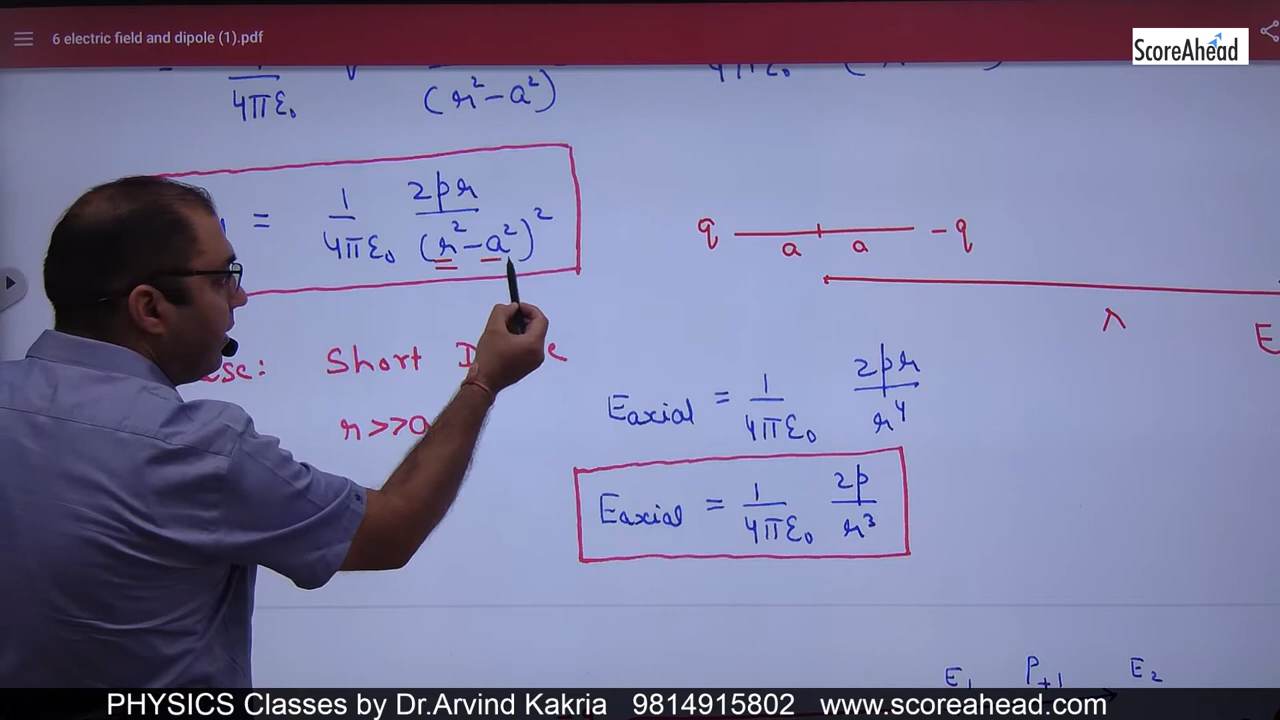 6 electric field and dipole (1).pdf
ScoreAhead
4πε₀ (r² - a²)
= 1/4πε₀ 2pr/(r² - a²)²
q a a -q
Short
r>>a
E axial = 1/4πε₀ 2pr/r⁴
E axial = 1/4πε₀ 2p/r³
E₁ P₊₁ E₂
PHYSICS Classes by Dr.Arvind Kakria 9814915802 www.scoreahead.com